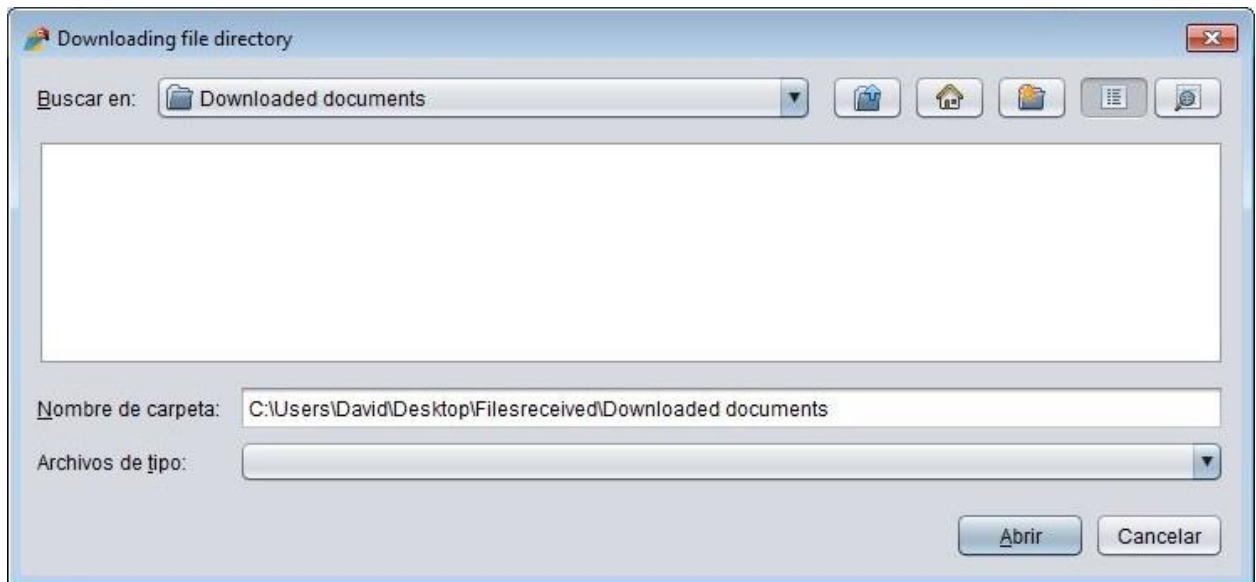 Downloading file directory
Buscar en: Downloaded documents
Nombre de carpeta: C:\Users\David\Desktop\Filesreceived\Downloaded documents
Archivos de tipo:
Abrir Cancelar